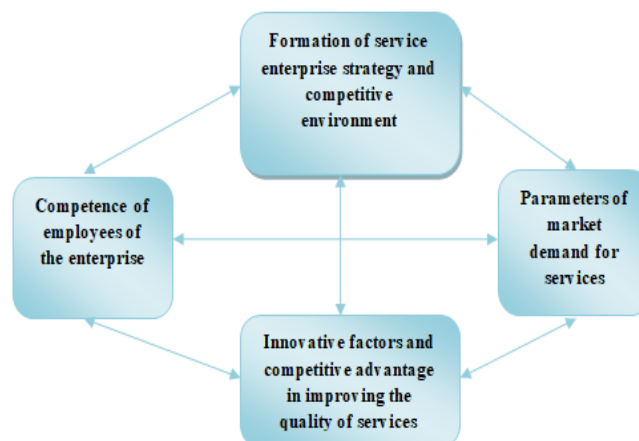 Formation of service
enterprise strategy and
competitive
environment
Competence of
employees of
the enterprise
Parameters of
market
demand for
services
Innovative factors and
competitive advantage
in improving the
quality of services